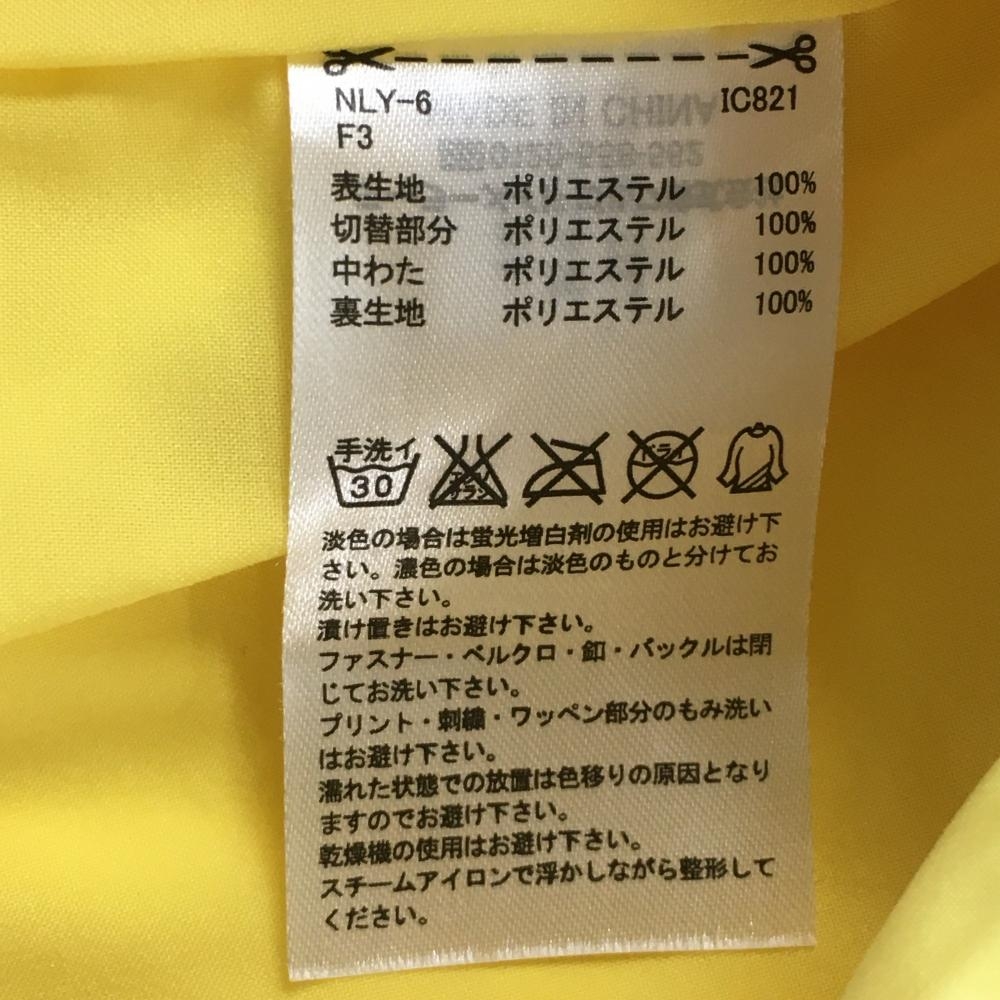 NLY-6 IC821
F3
表生地 ポリエステル 100%
切替部分 ポリエステル 100%
中わた ポリエステル 100%
裏生地 ポリエステル 100%
手洗イ
30
ドライ
淡色の場合は蛍光増白剤の使用はお避け下
さい。濃色の場合は淡色のものと分けてお
洗い下さい。
漬け置きはお避け下さい。
ファスナー・ベルクロ・釦・バックルは閉
じてお洗い下さい。
プリント・刺繍・ワッペン部分のもみ洗い
はお避け下さい。
濡れた状態での放置は色移りの原因となり
ますのでお避け下さい。
乾燥機の使用はお避け下さい。
スチームアイロンで浮かしながら整形して
ください。